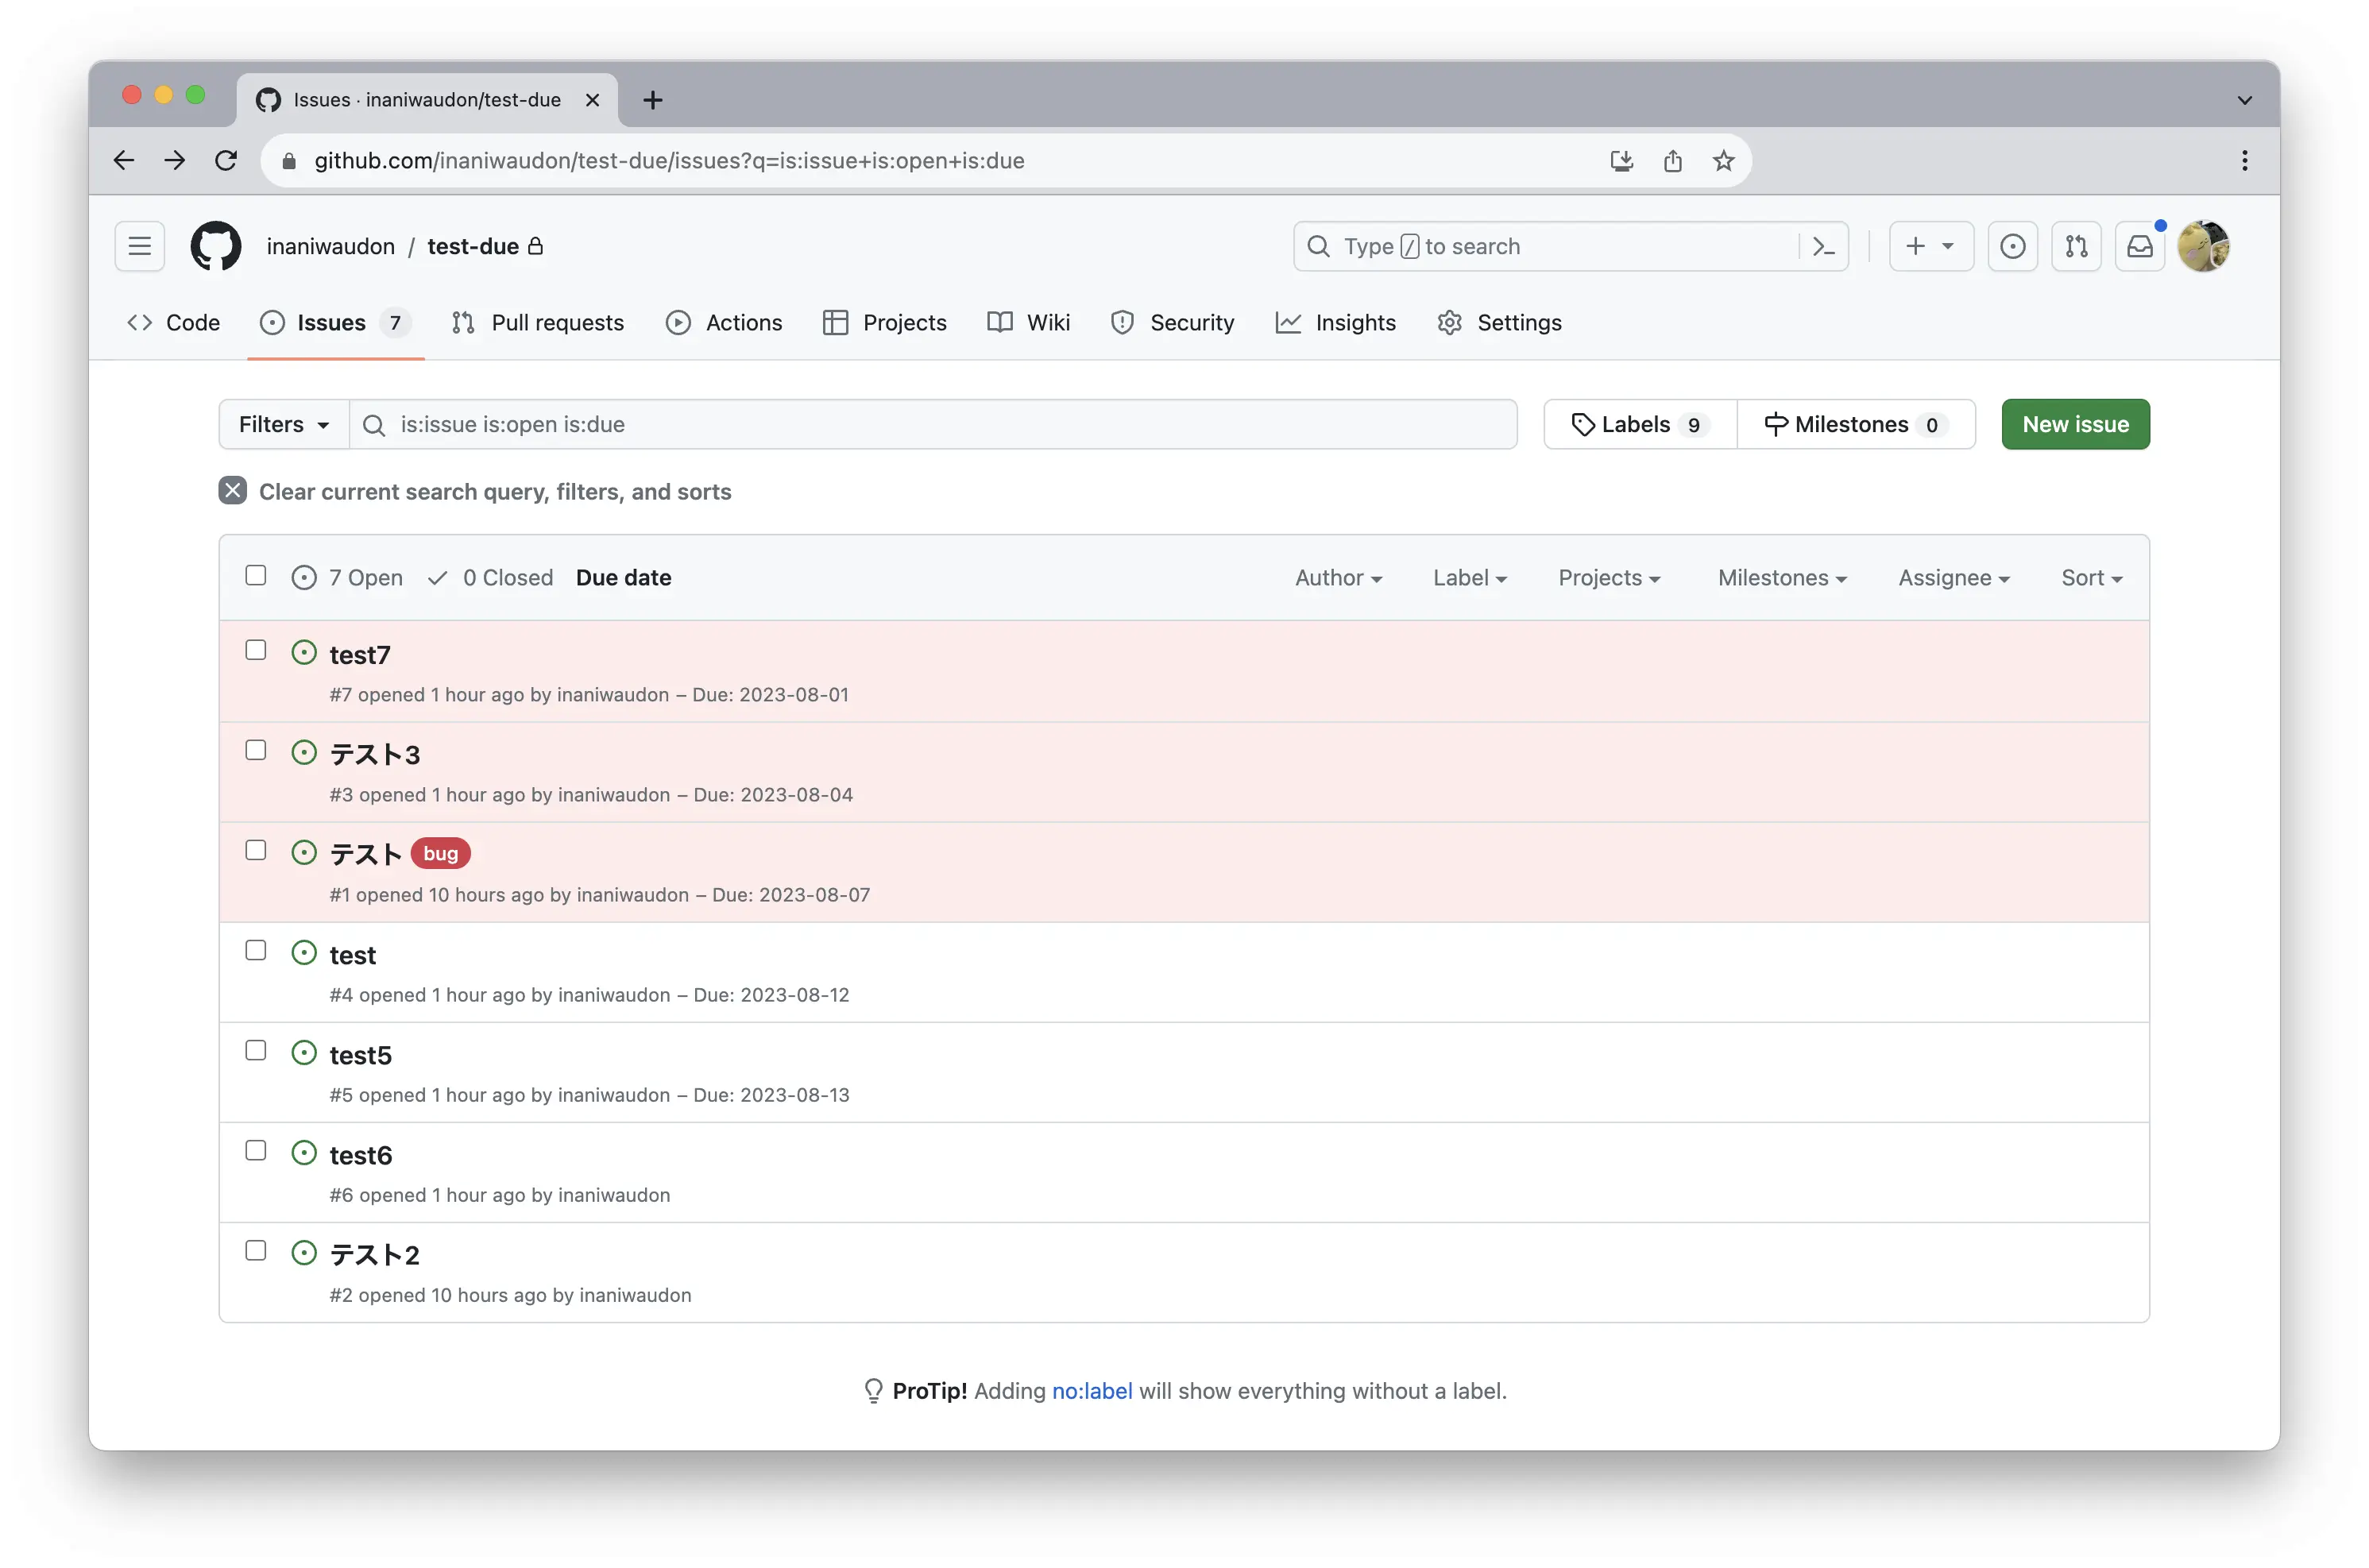 Issues · inaniwaudon/test-due
github.com/inaniwaudon/test-due/issues?q=is:issue+is:open+is:due
inaniwaudon / test-due
Type / to search
Code Issues 7 Pull requests Actions Projects Wiki Security Insights Settings
Filters is:issue is:open is:due Labels 9 Milestones 0 New issue
Clear current search query, filters, and sorts
7 Open 0 Closed Due date Author Label Projects Milestones Assignee Sort
test7
#7 opened 1 hour ago by inaniwaudon – Due: 2023-08-01
テスト3
#3 opened 1 hour ago by inaniwaudon – Due: 2023-08-04
テスト bug
#1 opened 10 hours ago by inaniwaudon – Due: 2023-08-07
test
#4 opened 1 hour ago by inaniwaudon – Due: 2023-08-12
test5
#5 opened 1 hour ago by inaniwaudon – Due: 2023-08-13
test6
#6 opened 1 hour ago by inaniwaudon
テスト2
#2 opened 10 hours ago by inaniwaudon
ProTip! Adding no:label will show everything without a label.